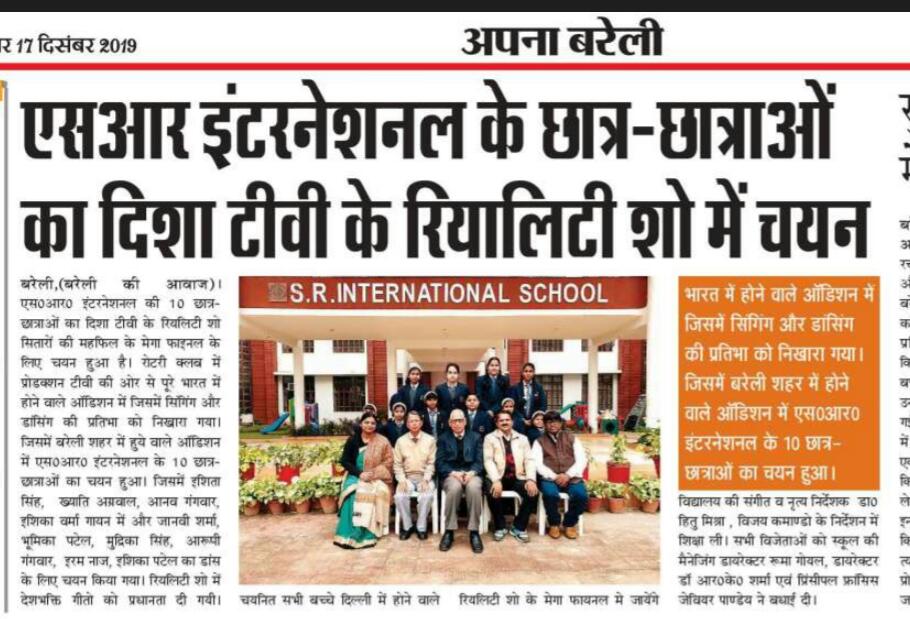 17 दिसंबर 2019
अपना बरेली
एसआर इंटरनेशनल के छात्र-छात्राओं
का दिशा टीवी के रियालिटी शो में चयन
बरेली,(बरेली की आवाज)।
एस0आर0 इंटरनेशनल की 10 छात्र-
छात्राओं का दिशा टीवी के रियलिटी शो
सितारों की महफिल के मेगा फाइनल के
लिए चयन हुआ है। रोटरी क्लव में
प्रोडक्शन टीवी की ओर से पूरे भारत में
होने वाले ऑडिशन में जिसमें सिंगिंग और
डांसिंग की प्रतिभा को निखारा गया।
जिसमें बरेली शहर में हुये वाले ऑडिशन
में एस0आर0 इंटरनेशनल के 10 छात्र-
छात्राओं का चयन हुआ। जिसमें इशिता
सिंह, ख्याति अग्रवाल, आनव गंगवार,
इशिका वर्मा गायन में और जानवी शर्मा,
भूमिका पटेल, मुद्रिका सिंह, आरूपी
गंगवार, इरम नाज, इशिका पटेल का डांस
के लिए चयन किया गया। रियलिटी शो में
देशभक्ति गीतो को प्रधानता दी गयी।
S.R.INTERNATIONAL SCHOOL
चयनित सभी बच्चे दिल्ली में होने वाले
रियलिटी शो के मेगा फायनल मे जायेंगे
भारत में होने वाले ऑडिशन में
जिसमें सिंगिंग और डांसिंग
की प्रतिभा को निखारा गया।
जिसमें बरेली शहर में होने
वाले ऑडिशन में एस0आर0
इंटरनेशनल के 10 छात्र-
छात्राओं का चयन हुआ।
विद्यालय की संगीत व नृत्य निर्देशक डा0
हितु मिश्रा , विजय कमाण्डो के निर्देशन में
शिक्षा ली। सभी विजेताओं को स्कूल की
मैनेजिंग डायरेक्टर रूमा गोयल, डायरेक्टर
डॉ आर0के0 शर्मा एवं प्रिंसीपल फ्रांसिस
जेवियर पाण्डेय ने बधाई दी।